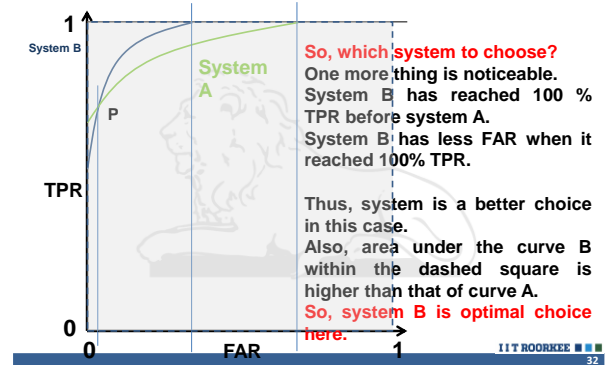 1
System B
System
A
P
TPR
0
0
FAR
1
So, which system to choose?
One more thing is noticeable.
System B has reached 100 %
TPR before system A.
System B has less FAR when it
reached 100% TPR.
Thus, system is a better choice
in this case.
Also, area under the curve B
within the dashed square is
higher than that of curve A.
So, system B is optimal choice
here.
I I T ROORKEE
32